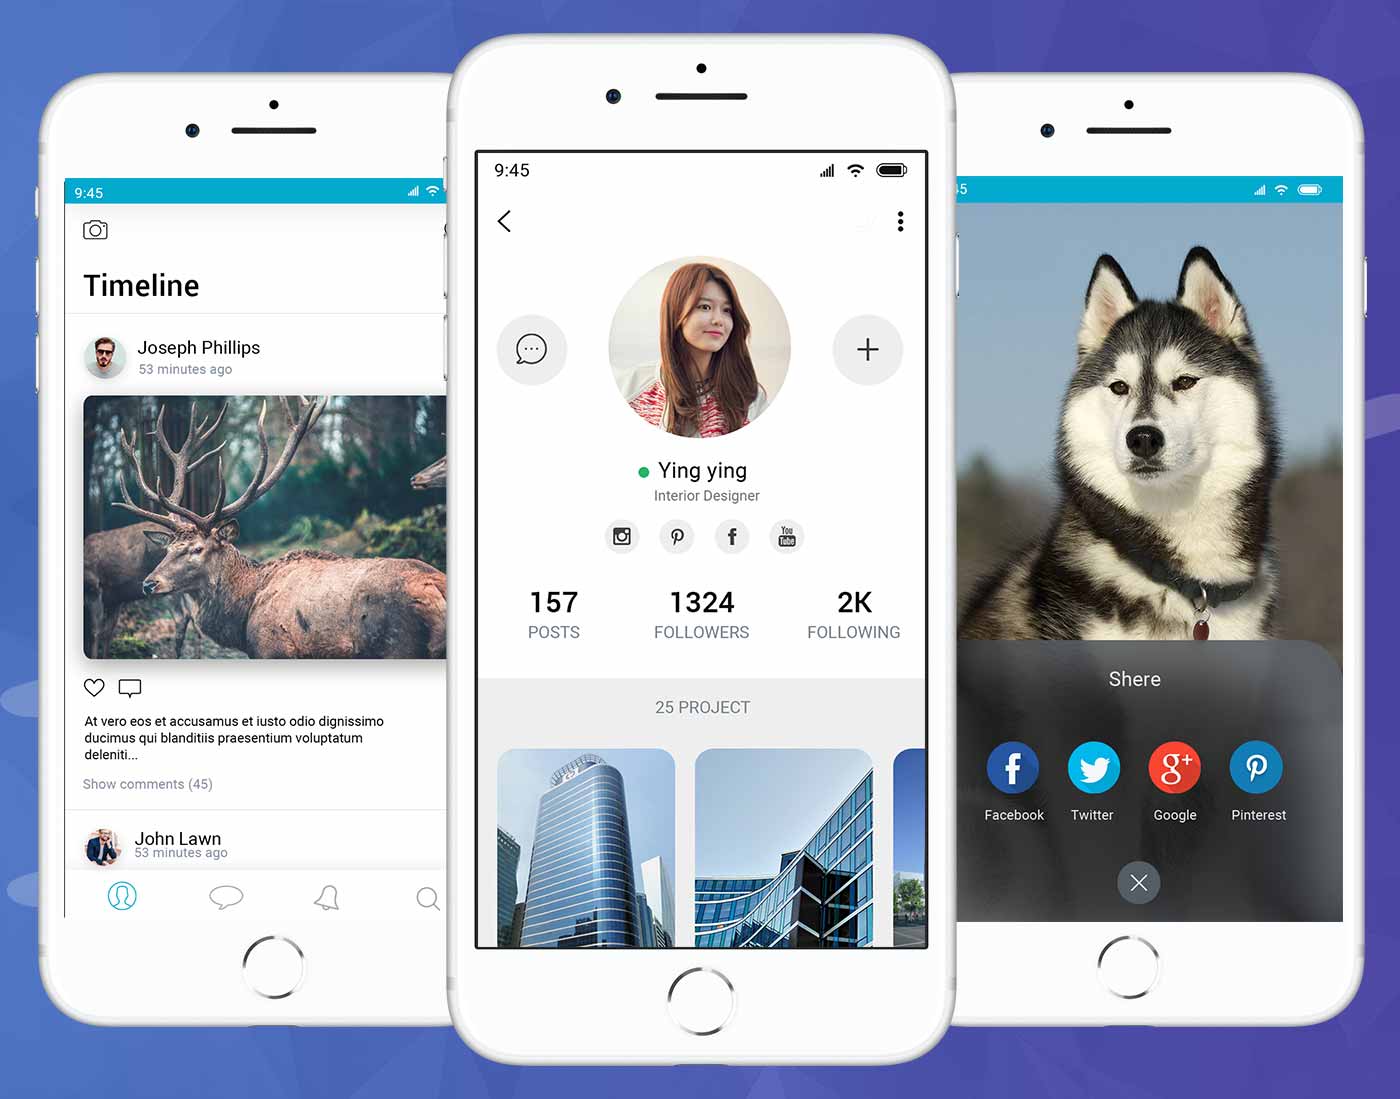 9:45
Timeline
Joseph Phillips
53 minutes ago
At vero eos et accusamus et iusto odio dignissimo
ducimus qui blanditiis praesentium voluptatum
deleniti...
Show comments (45)
John Lawn
53 minutes ago
9:45
Ying ying
Interior Designer
You
Tube
157
POSTS
1324
FOLLOWERS
2K
FOLLOWING
25 PROJECT
45
Shere
Facebook
Twitter
Google
Pinterest